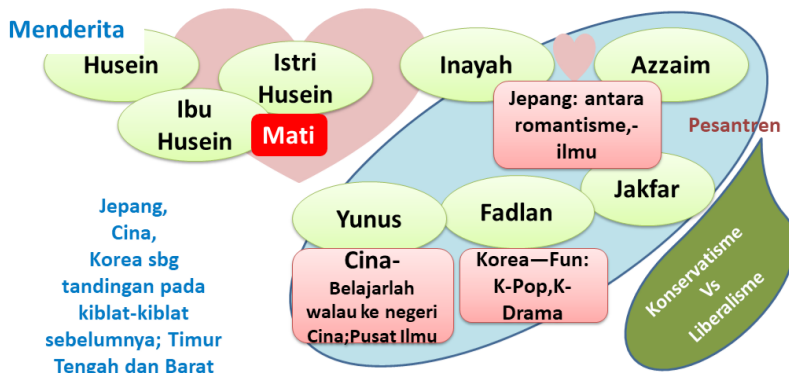 Menderita
Husein
Istri
Husein
Ibu
Husein
Mati
Inayah
Azzaim
Jepang: antara
romantisme,-
ilmu
Pesantren
Jakfar
Yunus
Fadlan
Cina-
Belajarlah
walau ke negeri
Cina;Pusat Ilmu
Korea—Fun:
K-Pop,K-
Drama
Konservatisme
Vs
Liberalisme
Jepang,
Cina,
Korea sbg
tandingan pada
kiblat-kiblat
sebelumnya; Timur
Tengah dan Barat